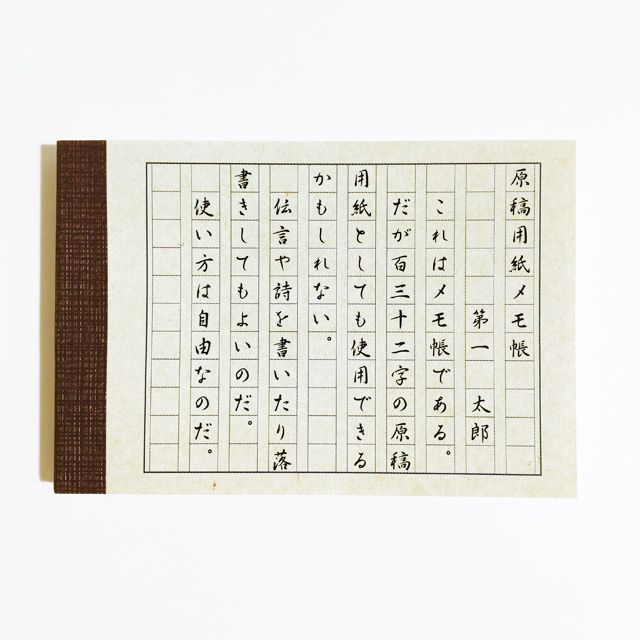 原稿用紙メモ帳
第一　太郎
　これはメモ帳である。
　だが百三十二字の原稿
用紙としても使用できる
かもしれない。
　伝言や詩を書いたり落
書きしてもよいのだ。
　使い方は自由なのだ。